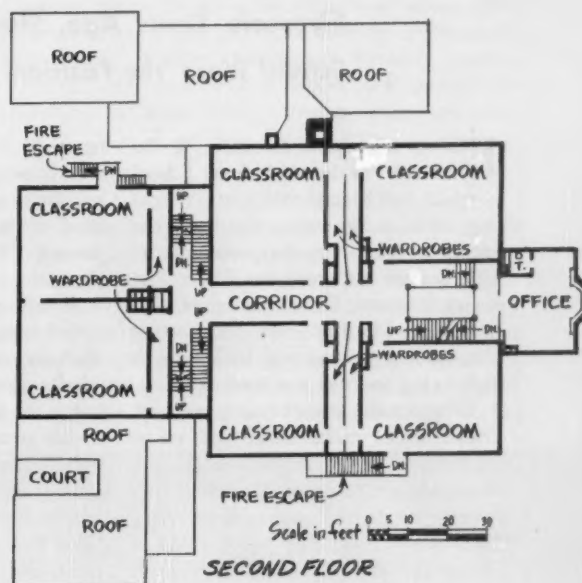 ROOF
ROOF
ROOF
FIRE
ESCAPE
DN.
CLASSROOM
CLASSROOM
CLASSROOM
UP
DN
WARDROBES
WARDROBE
UP
DN
D
T.
CORRIDOR
OFFICE
UP
DN
UP
DN.
WARDROBES
UP
CLASSROOM
CLASSROOM
CLASSROOM
ROOF
DN.
COURT
FIRE ESCAPE
ROOF
Scale in feet
0 5 10 20 30
SECOND FLOOR